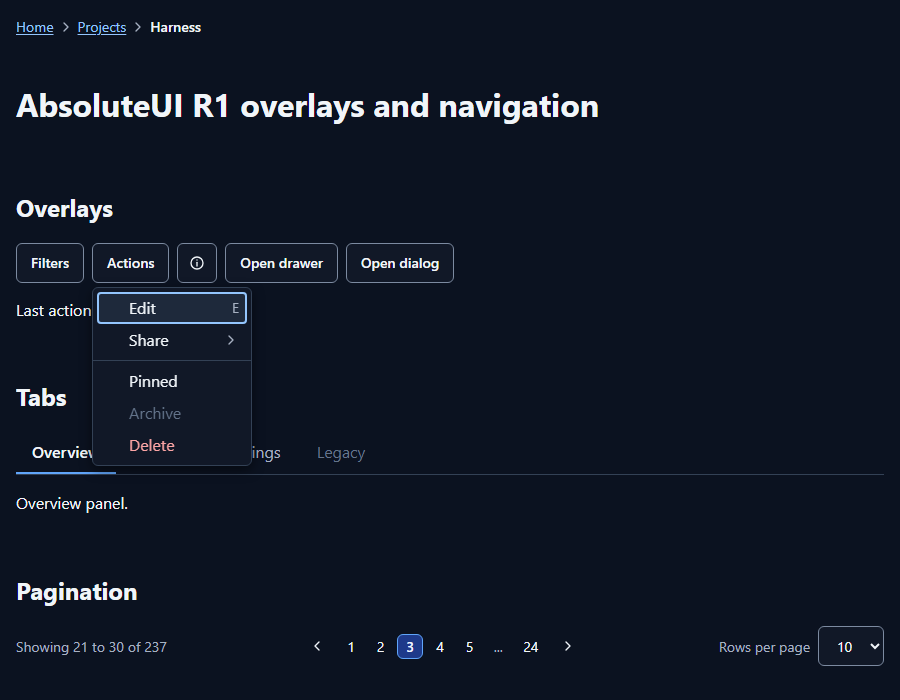 Home > Projects > Harness
AbsoluteUI R1 overlays and navigation
Overlays
Filters Actions Open drawer Open dialog
Last action
Edit E
Share
Pinned
Archive
Delete
Tabs
Overview Legacy
Overview panel.
Pagination
Showing 21 to 30 of 237
1 2 3 4 5 ... 24
Rows per page 10